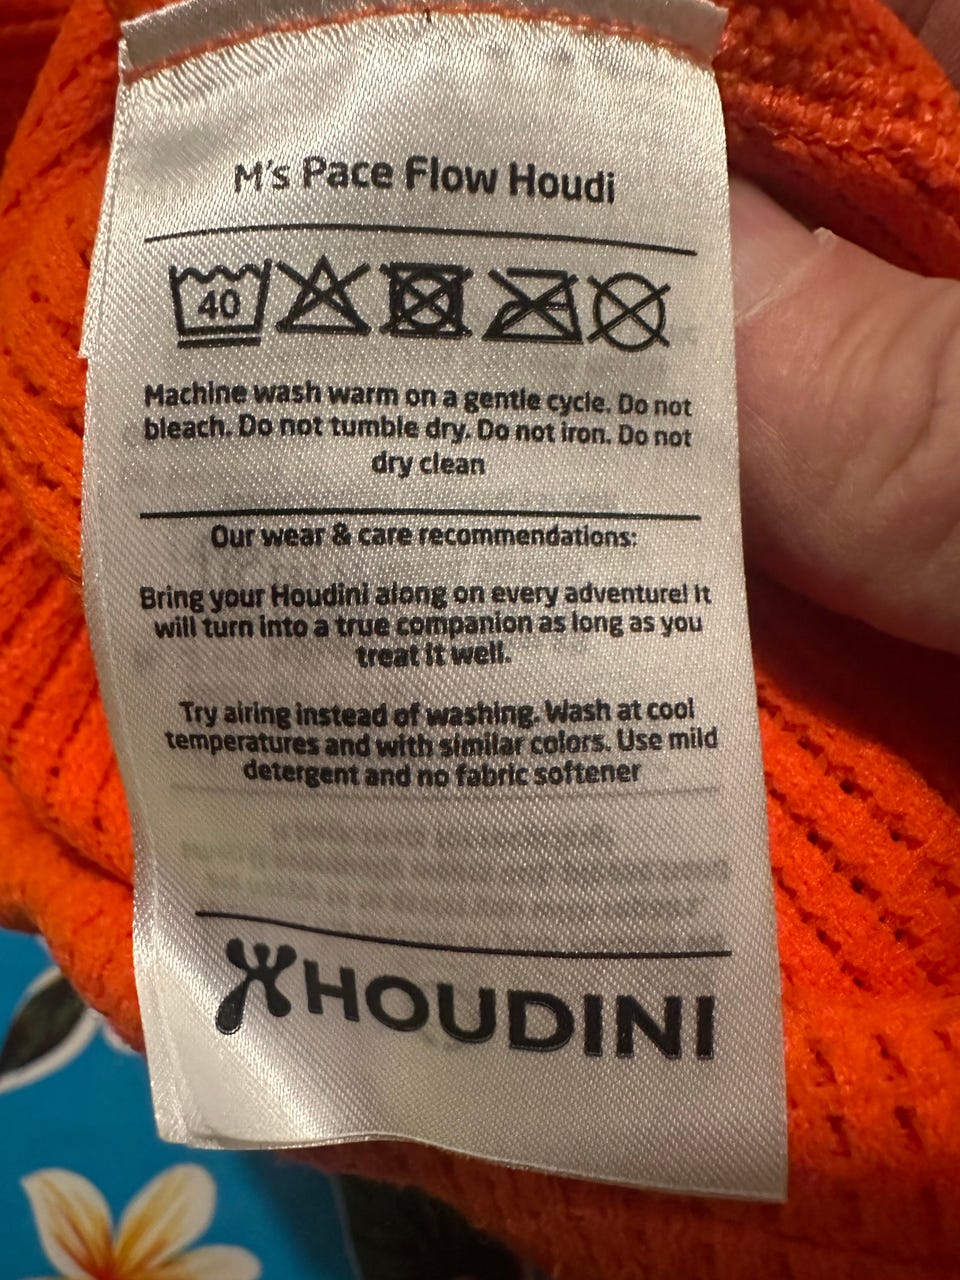 M's Pace Flow Houdi
40
Machine wash warm on a gentle cycle. Do not
bleach. Do not tumble dry. Do not iron. Do not
dry clean
Our wear & care recommendations:
Bring your Houdini along on every adventure! It
will turn into a true companion as long as you
treat it well.
Try airing instead of washing. Wash at cool
temperatures and with similar colors. Use mild
detergent and no fabric softener
HOUDINI